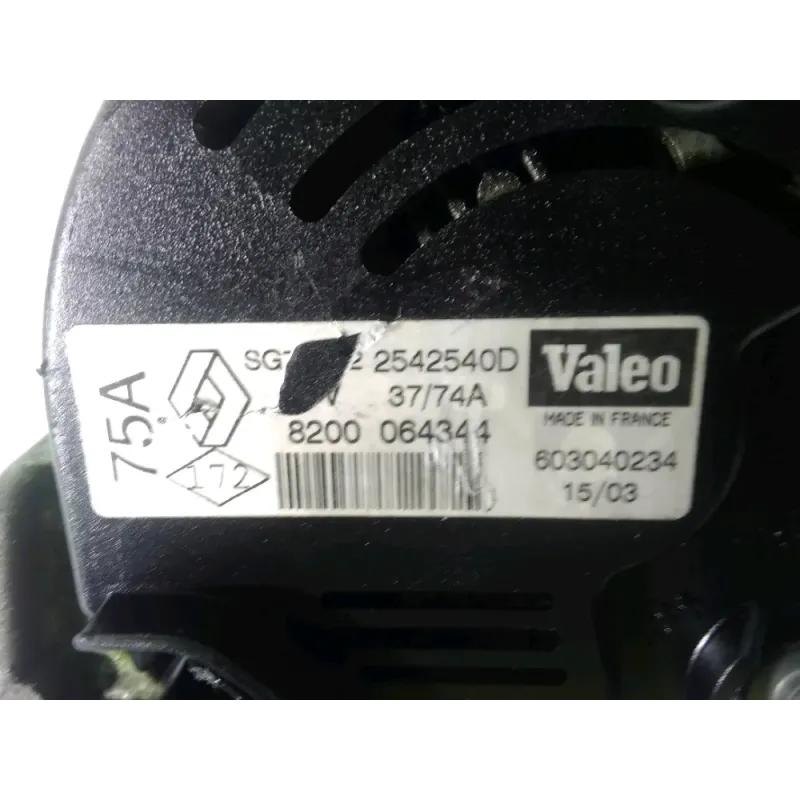 75A
2542540D
37/74A
8200 064344
172
Valeo
MADE IN FRANCE
603040234
15/03